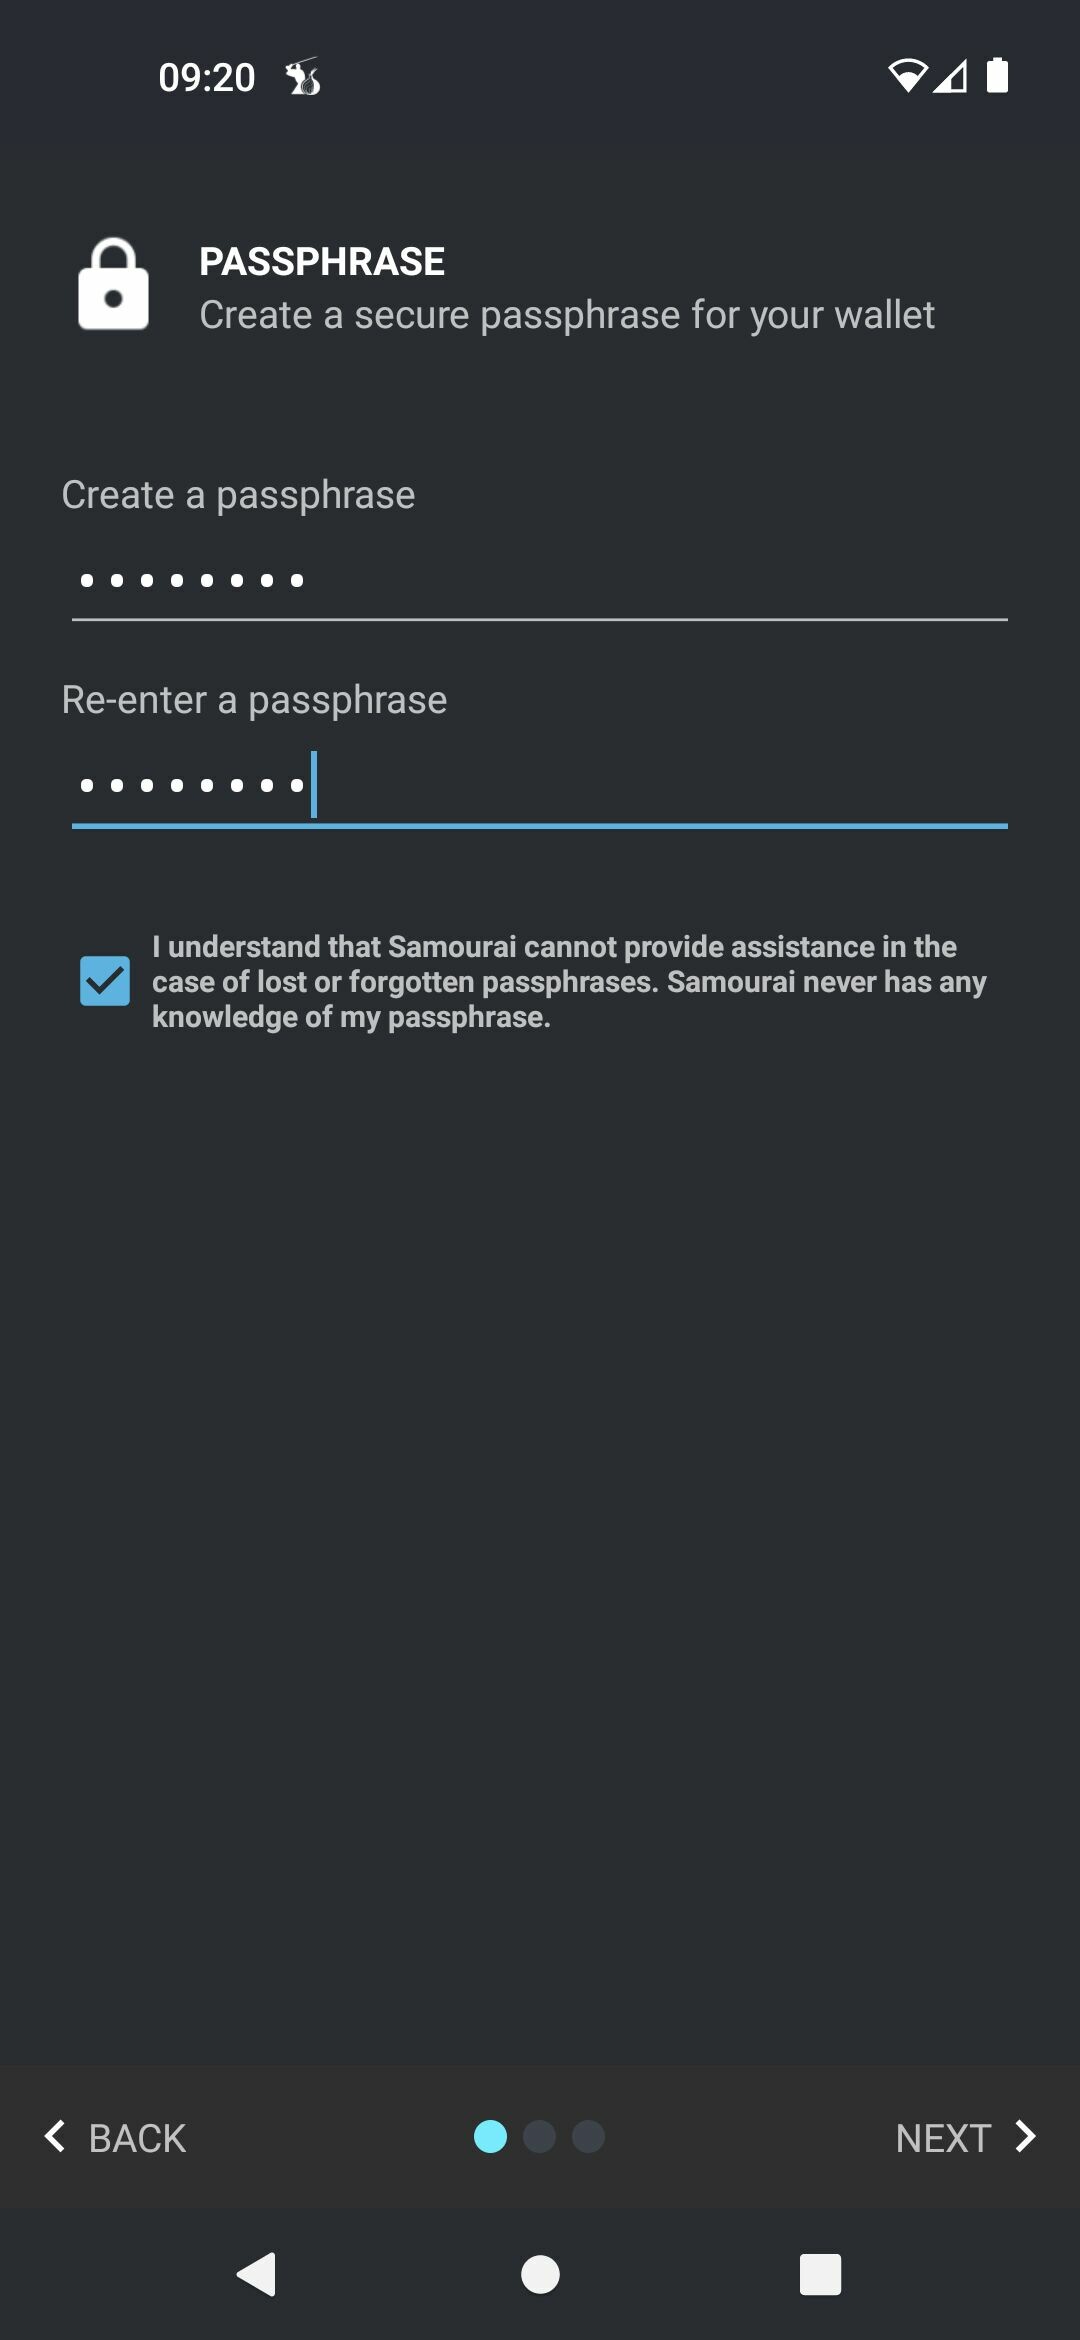 09:20
PASSPHRASE
Create a secure passphrase for your wallet
Create a passphrase
••••••••
Re-enter a passphrase
••••••••
I understand that Samourai cannot provide assistance in the
case of lost or forgotten passphrases. Samourai never has any
knowledge of my passphrase.
BACK
NEXT